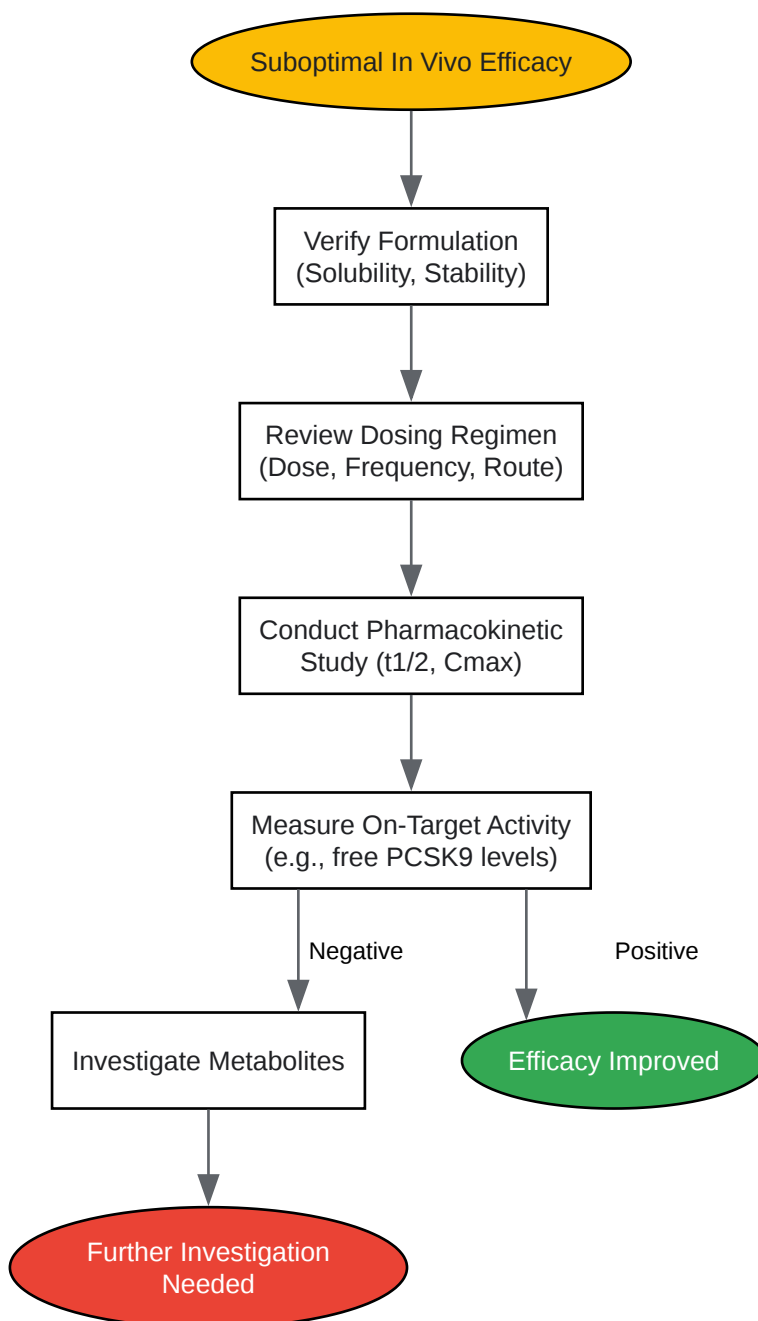 Suboptimal In Vivo Efficacy
Verify Formulation
(Solubility, Stability)
Review Dosing Regimen
(Dose, Frequency, Route)
Conduct Pharmacokinetic
Study (t1/2, Cmax)
Measure On-Target Activity
(e.g., free PCSK9 levels)
Negative
Positive
Investigate Metabolites
Efficacy Improved
Further Investigation
Needed